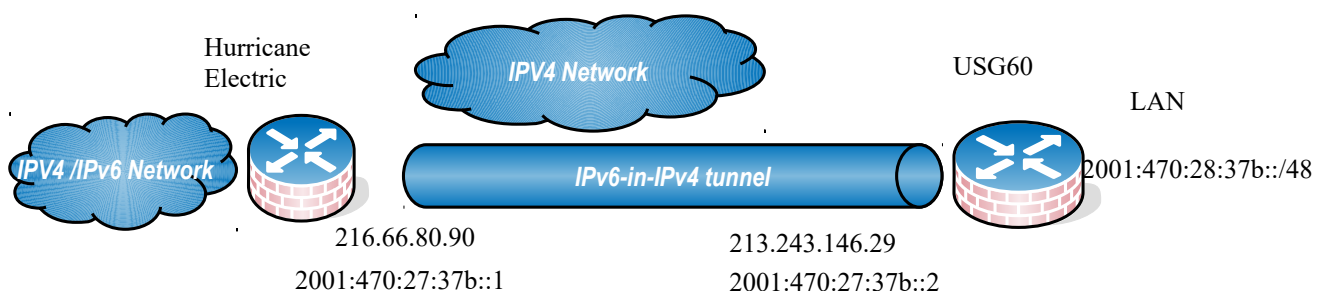 Hurricane
Electric
IPV4 Network
USG60
LAN
IPV4 /IPv6 Network
IPv6-in-IPv4 tunnel
2001:470:28:37b::/48
216.66.80.90
213.243.146.29
2001:470:27:37b::1
2001:470:27:37b::2